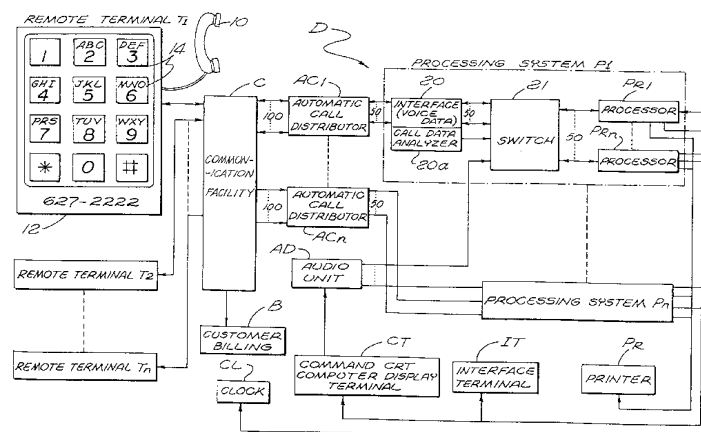 REMOTE TERMINAL T1
10
D
PROCESSING SYSTEM P1
1
ABC
2
DEF
3
14
GHI
4
JKL
5
MNO
6
PRS
7
TUV
8
WXY
9
*
0
#
627-2222
12
C
COMMUN-
ICATION
FACILITY
100
AC1
AUTOMATIC
CALL
DISTRIBUTOR
50
20
INTERFACE
(VOICE
DATA)
CALL DATA
ANALYZER
20a
50
21
SWITCH
50
PR1
PROCESSOR
PRn
PROCESSOR
100
AUTOMATIC
CALL
DISTRIBUTOR
50
ACn
AD
AUDIO
UNIT
PROCESSING SYSTEM Pn
REMOTE TERMINAL T2
REMOTE TERMINAL Tn
B
CUSTOMER
BILLING
CL
CLOCK
CT
COMMAND CRT
COMPUTER DISPLAY
TERMINAL
IT
INTERFACE
TERMINAL
PR
PRINTER